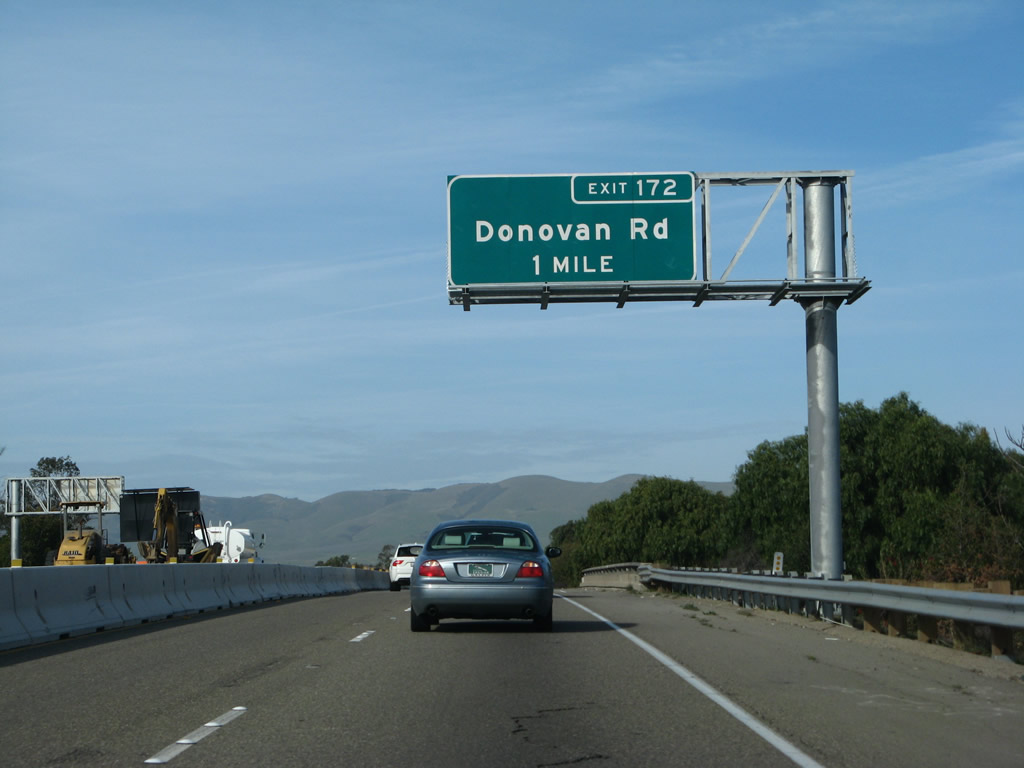 EXIT 172
Donovan Rd
1 MILE